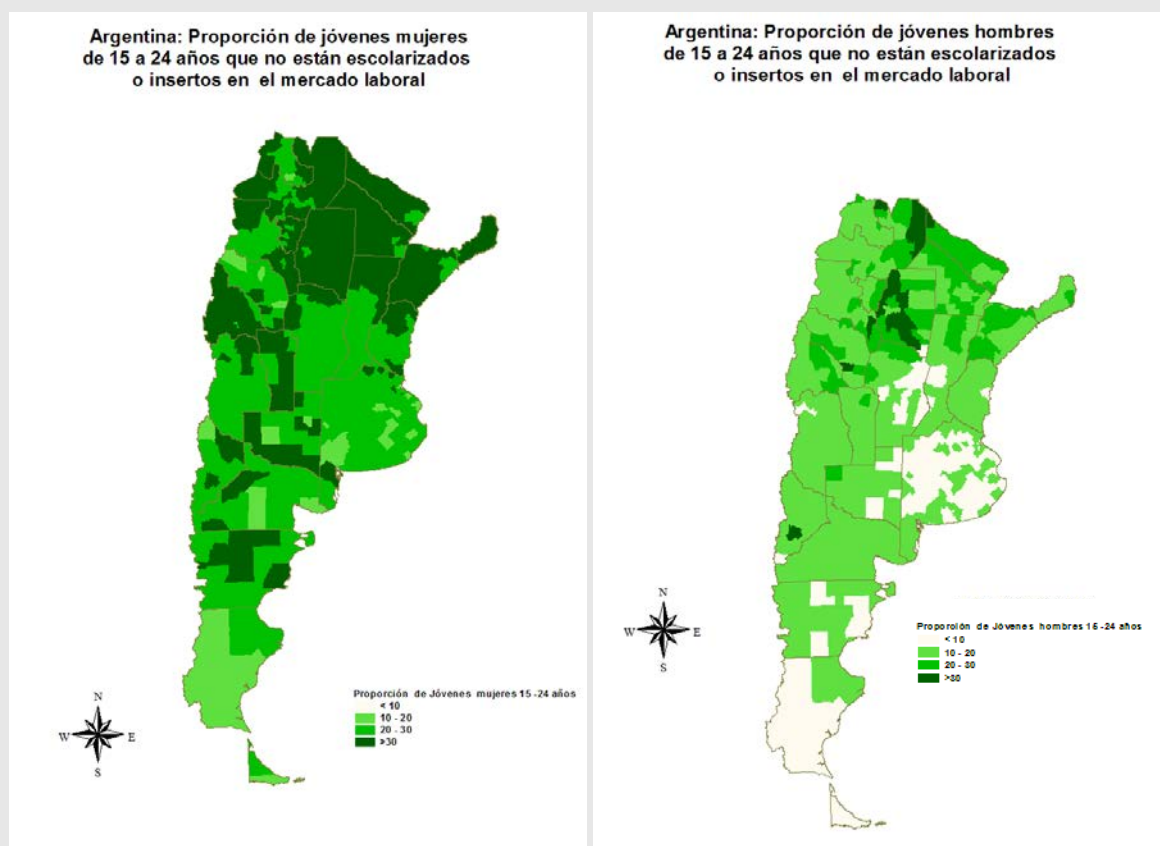 Argentina: Proporción de jóvenes mujeres
de 15 a 24 años que no están escolarizados
o insertos en el mercado laboral
N
W
E
S
Proporción de Jóvenes mujeres 15 -24 años
< 10
10 - 20
20 - 30
>30
Argentina: Proporción de jóvenes hombres
de 15 a 24 años que no están escolarizados
o insertos en el mercado laboral
N
W
E
S
Proporción de Jóvenes hombres 15 -24 años
< 10
10 - 20
20 - 30
>30